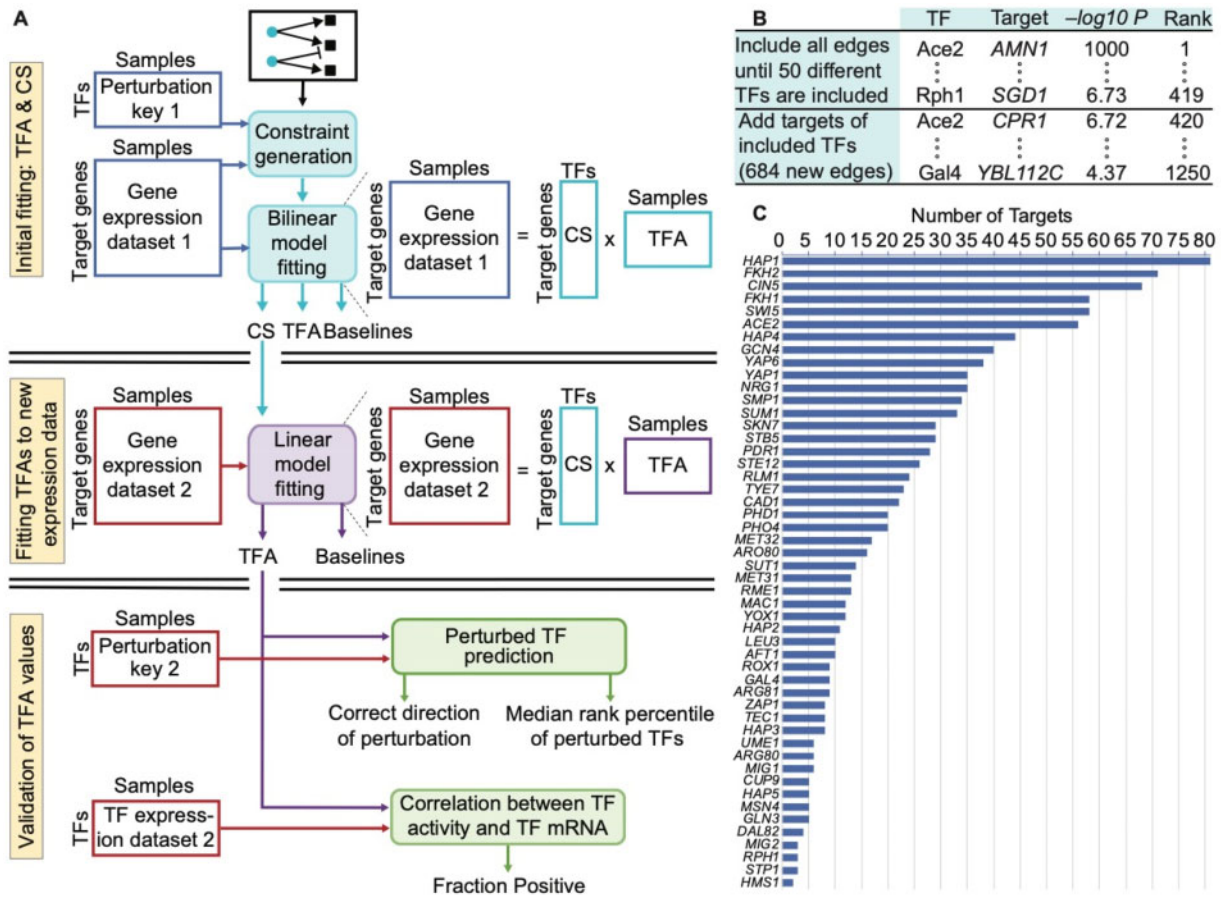 A
Initial fitting: TFA & CS
Samples
TFs
Perturbation
key 1
Samples
Target genes
Gene
expression
dataset 1
Constraint
generation
Bilinear
model
fitting
Samples
Target genes
Gene
expression
dataset 1
=
TFs
Target genes
CS
x
Samples
TFA
CS TFA Baselines
Fitting TFAs to new
expression data
Samples
Target genes
Gene
expression
dataset 2
Linear
model
fitting
Samples
Target genes
Gene
expression
dataset 2
=
TFs
Target genes
CS
x
Samples
TFA
TFA Baselines
Validation of TFA values
Samples
TFs
Perturbation
key 2
Perturbed TF
prediction
Correct direction
of perturbation
Median rank percentile
of perturbed TFs
Samples
TFs
TF expres-
sion dataset 2
Correlation between TF
activity and TF mRNA
Fraction Positive
B
TF Target –log10 P Rank
Include all edges
until 50 different
TFs are included
Ace2 AMN1 1000 1
Rph1 SGD1 6.73 419
Add targets of
included TFs
(684 new edges)
Ace2 CPR1 6.72 420
Gal4 YBL112C 4.37 1250
C
Number of Targets
0 5 10 15 20 25 30 35 40 45 50 55 60 65 70 75 80
HAP1
FKH2
CIN5
FKH1
SWI5
ACE2
HAP4
GCN4
YAP6
YAP1
NRG1
SMP1
SUM1
SKN7
STB5
PDR1
STE12
RLM1
TYE7
CAD1
PHD1
PHO4
MET32
ARO80
SUT1
MET31
RME1
MAC1
YOX1
HAP2
LEU3
AFT1
ROX1
GAL4
ARG81
ZAP1
TEC1
HAP3
UME1
ARG80
MIG1
CUP9
HAP5
MSN4
GLN3
DAL82
MIG2
RPH1
STP1
HMS1